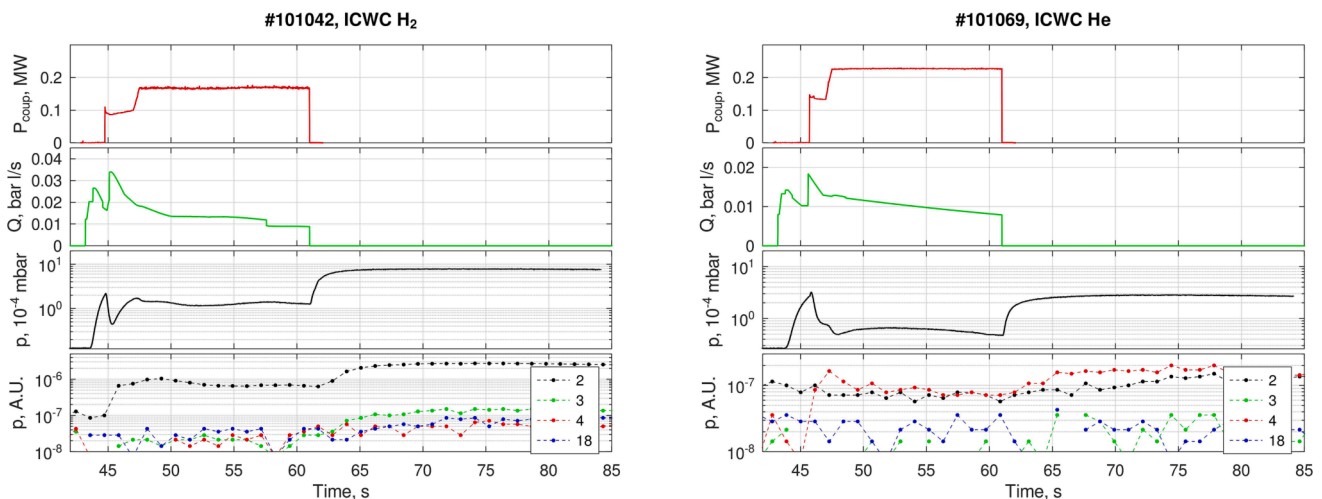 #101042, ICWC H₂
P_coup, MW
0.2
0.1
0
Q, bar l/s
0.04
0.03
0.02
0.01
0
p, 10⁻⁴ mbar
10¹
10⁰
p, A.U.
10⁻⁶
10⁻⁷
10⁻⁸
2
3
4
18
45 50 55 60 65 70 75 80 85
Time, s
#101069, ICWC He
P_coup, MW
0.2
0.1
0
Q, bar l/s
0.02
0.01
0
p, 10⁻⁴ mbar
10¹
10⁰
p, A.U.
10⁻⁷
10⁻⁸
2
3
4
18
45 50 55 60 65 70 75 80 85
Time, s